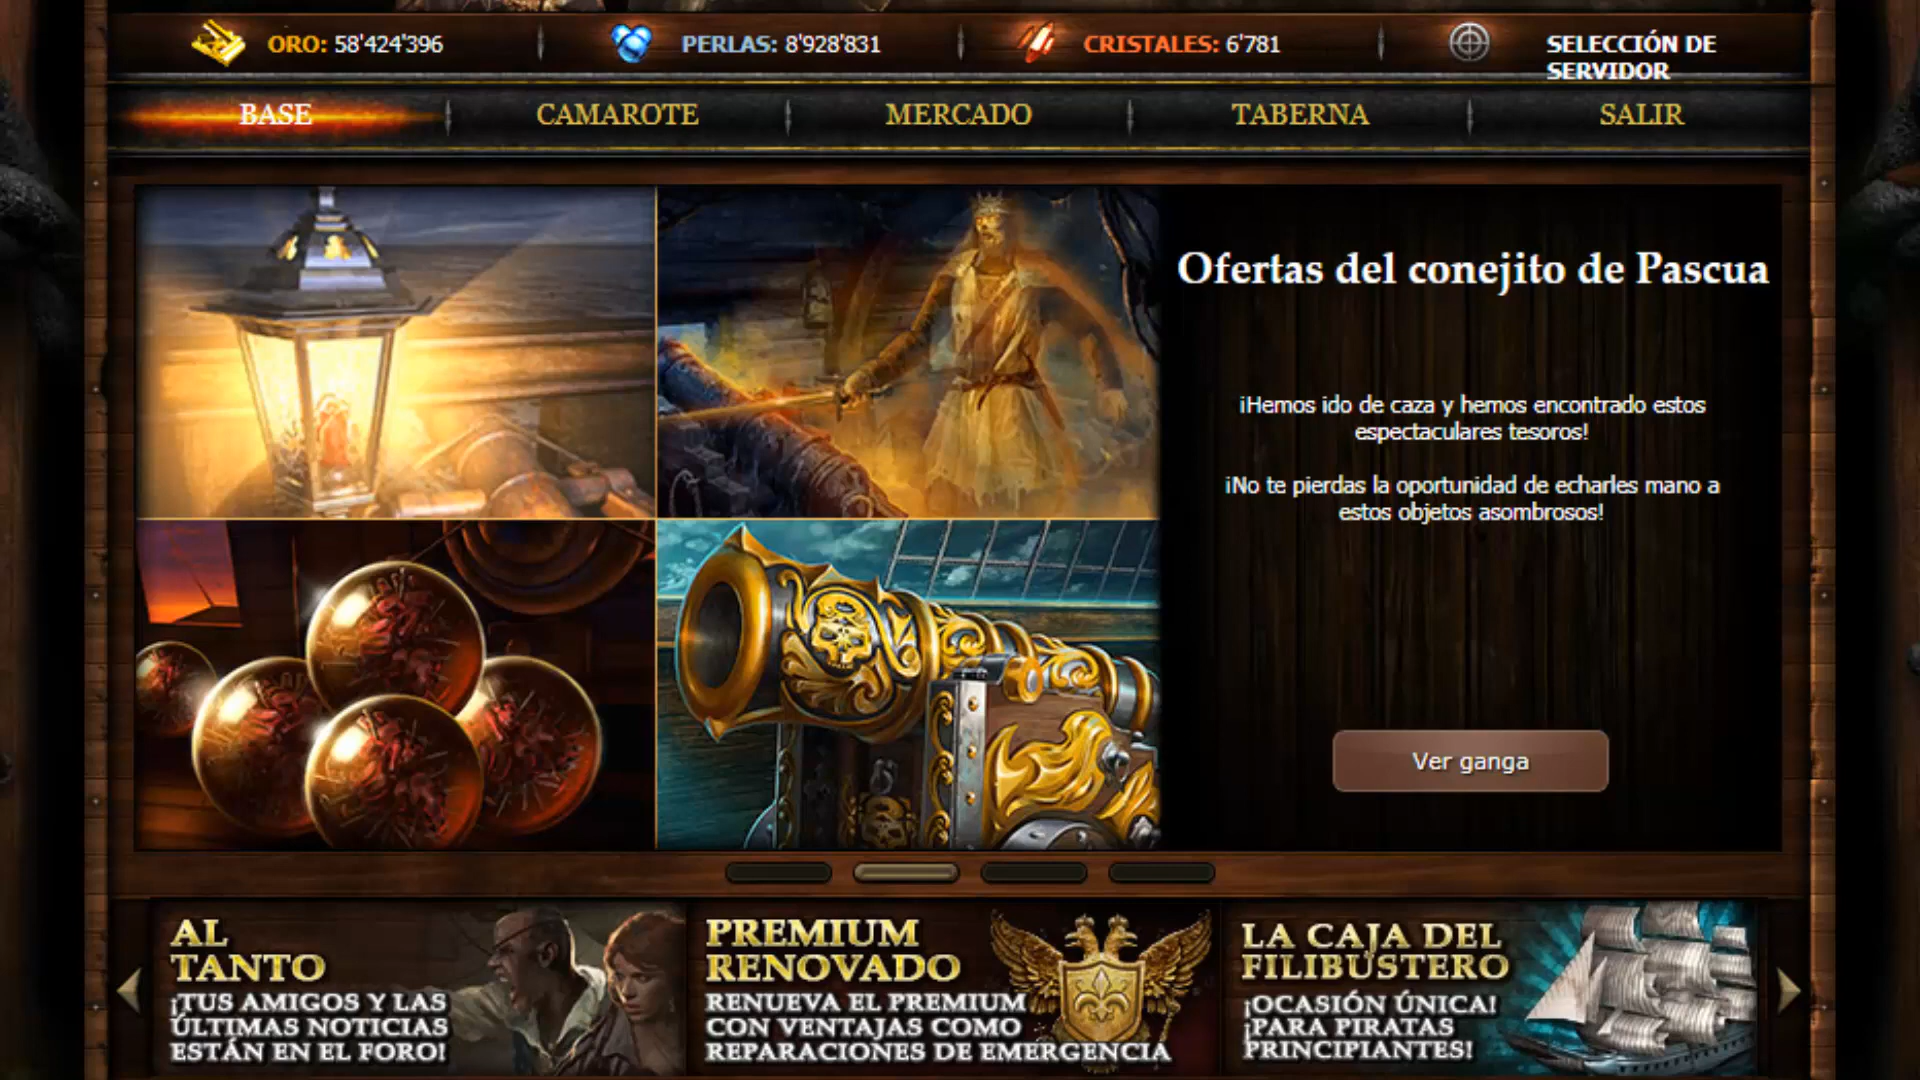 ORO: 58'424'396
PERLAS: 8'928'831
CRISTALES: 6'781
SELECCIÓN DE
SERVIDOR
BASE
CAMAROTE
MERCADO
TABERNA
SALIR
Ofertas del conejito de Pascua
¡Hemos ido de caza y hemos encontrado estos
espectaculares tesoros!
¡No te pierdas la oportunidad de echarles mano a
estos objetos asombrosos!
Ver ganga
AL
TANTO
¡TUS AMIGOS Y LAS
ÚLTIMAS NOTICIAS
ESTÁN EN EL FORO!
PREMIUM
RENOVADO
RENUEVA EL PREMIUM
CON VENTAJAS COMO
REPARACIONES DE EMERGENCIA
LA CAJA DEL
FILIBUSTERO
¡OCASIÓN ÚNICA!
¡PARA PIRATAS
PRINCIPIANTES!